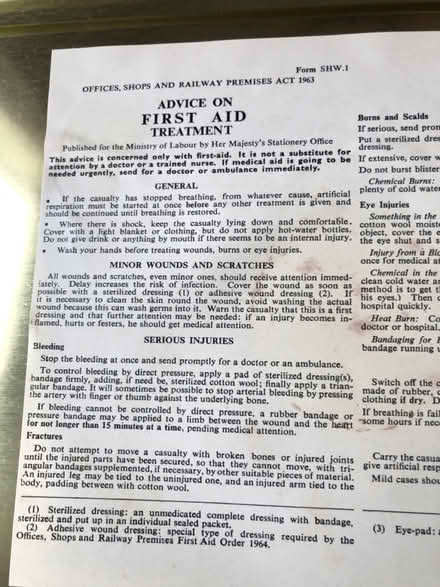 Form SHW.1
OFFICES, SHOPS AND RAILWAY PREMISES ACT 1963
ADVICE ON
FIRST AID
TREATMENT
Published for the Ministry of Labour by Her Majesty's Stationery Office
This advice is concerned only with first-aid. It is not a substitute for
attention by a doctor or a trained nurse. If medical aid is going to be
needed urgently, send for a doctor or ambulance immediately.
GENERAL
• If the casualty has stopped breathing, from whatever cause, artificial
respiration must be started at once before any other treatment is given and
should be continued until breathing is restored.
• Where there is shock, keep the casualty lying down and comfortable.
Cover with a light blanket or clothing, but do not apply hot-water bottles.
Do not give drink or anything by mouth if there seems to be an internal injury.
• Wash your hands before treating wounds, burns or eye injuries.
MINOR WOUNDS AND SCRATCHES
All wounds and scratches, even minor ones, should receive attention immed-
iately. Delay increases the risk of infection. Cover the wound as soon as
possible with a sterilized dressing (1) or adhesive wound dressing (2). If
it is necessary to clean the skin round the wound, avoid washing the actual
wound because this can wash germs into it. Warn the casualty that this is a first
dressing and that further attention may be needed: if an injury becomes in-
flamed, hurts or festers, he should get medical attention.
SERIOUS INJURIES
Bleeding
Stop the bleeding at once and send promptly for a doctor or an ambulance.
To control bleeding by direct pressure, apply a pad of sterilized dressing(s),
bandage firmly, adding, if need be, sterilized cotton wool; finally apply a trian-
gular bandage. It will sometimes be possible to stop arterial bleeding by pressing
the artery with finger or thumb against the underlying bone.
If bleeding cannot be controlled by direct pressure, a rubber bandage or
pressure bandage may be applied to a limb between the wound and the heart
for not longer than 15 minutes at a time, pending medical attention.
Fractures
Do not attempt to move a casualty with broken bones or injured joints
until the injured parts have been secured, so that they cannot move, with tri-
angular bandages supplemented, if necessary, by other suitable pieces of material.
An injured leg may be tied to the uninjured one, and an injured arm tied to the
body, padding between with cotton wool.
(1) Sterilized dressing: an unmedicated complete dressing with bandage,
sterilized and put up in an individual sealed packet.
(2) Adhesive wound dressing: special type of dressing required by the
Offices, Shops and Railway Premises First Aid Order 1964.
Burns and Scalds
If serious, send pro
Put a sterilized dre
dressing.
If extensive, cover w
Do not burst blister
Chemical Burns:
plenty of cold wate
Eye Injuries
Something in the
cotton wool moiste
object, cover the e
the eye shut and s
Injury from a Blo
once for medical at
Chemical in the
clean cold water a
method is to get t
his eyes.) Then c
hospital quickly.
Heat Burn: Co
doctor or hospital.
Bandaging for
bandage running
Switch off the c
made of rubber, c
clothing if dry. D
If breathing is fail
some hours if nece
Carry the casua
give artificial resp
Mild cases shou
(3) Eye-pad: